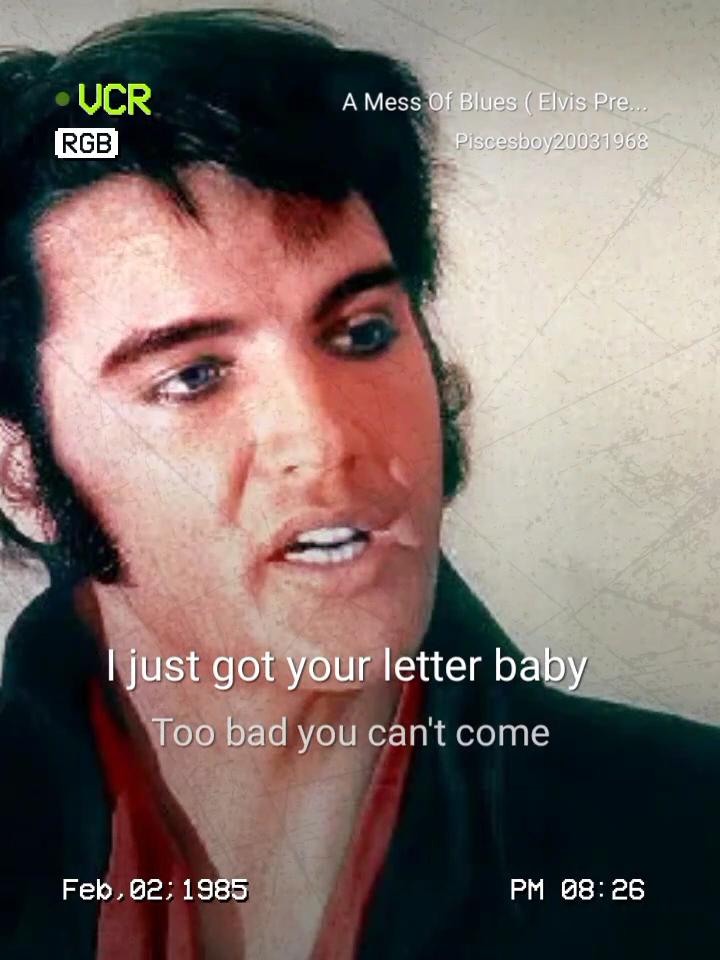 VCR
A Mess Of Blues ( Elvis Pre...
RGB
Piscesboy20031968
I just got your letter baby
Too bad you can't come
Feb,02;1985
PM 08:26